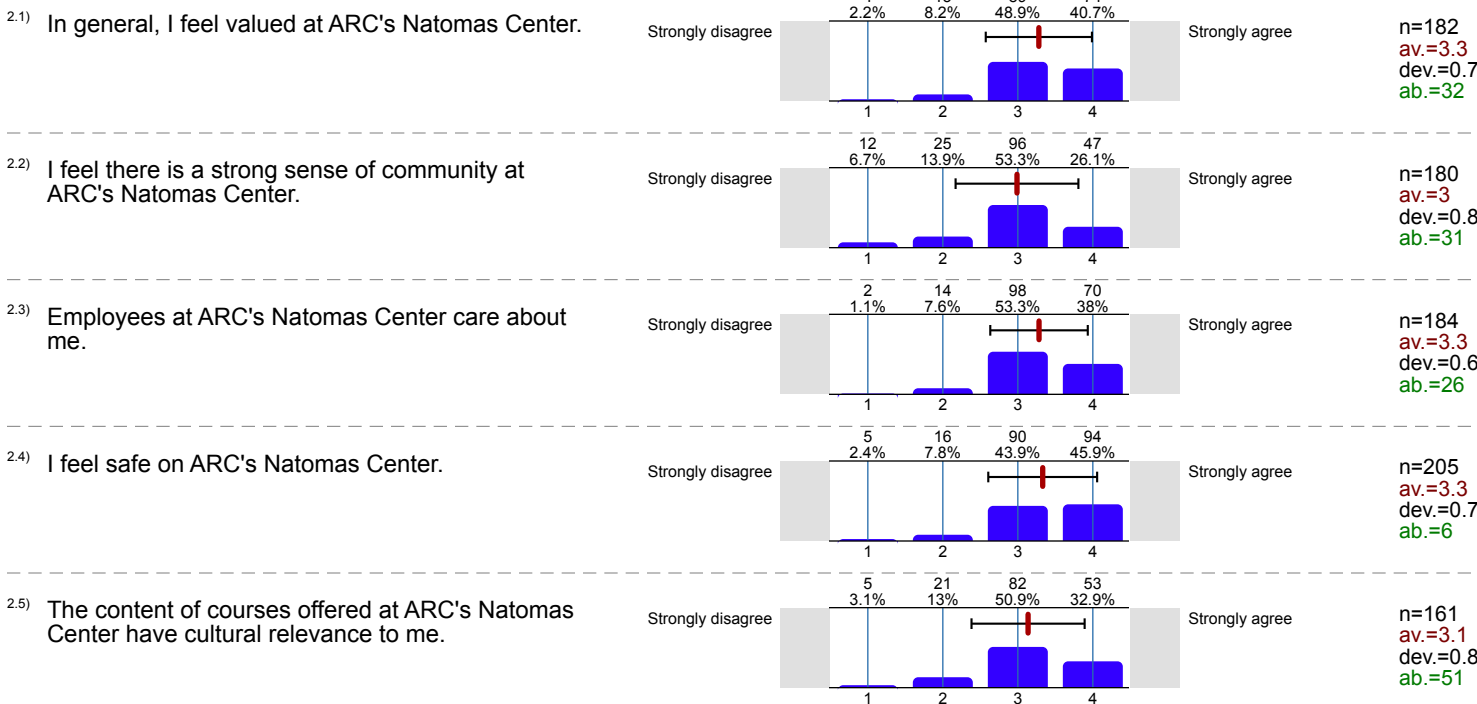 2.1) In general, I feel valued at ARC's Natomas Center.
2.2% 8.2% 48.9% 40.7%
Strongly disagree Strongly agree
n=182
av.=3.3
dev.=0.7
ab.=32
1 2 3 4
12 25 96 47
6.7% 13.9% 53.3% 26.1%
2.2) I feel there is a strong sense of community at
ARC's Natomas Center.
Strongly disagree Strongly agree
n=180
av.=3
dev.=0.8
ab.=31
1 2 3 4
2 14 98 70
1.1% 7.6% 53.3% 38%
2.3) Employees at ARC's Natomas Center care about
me.
Strongly disagree Strongly agree
n=184
av.=3.3
dev.=0.6
ab.=26
1 2 3 4
5 16 90 94
2.4% 7.8% 43.9% 45.9%
2.4) I feel safe on ARC's Natomas Center.
Strongly disagree Strongly agree
n=205
av.=3.3
dev.=0.7
ab.=6
1 2 3 4
5 21 82 53
3.1% 13% 50.9% 32.9%
2.5) The content of courses offered at ARC's Natomas
Center have cultural relevance to me.
Strongly disagree Strongly agree
n=161
av.=3.1
dev.=0.8
ab.=51
1 2 3 4